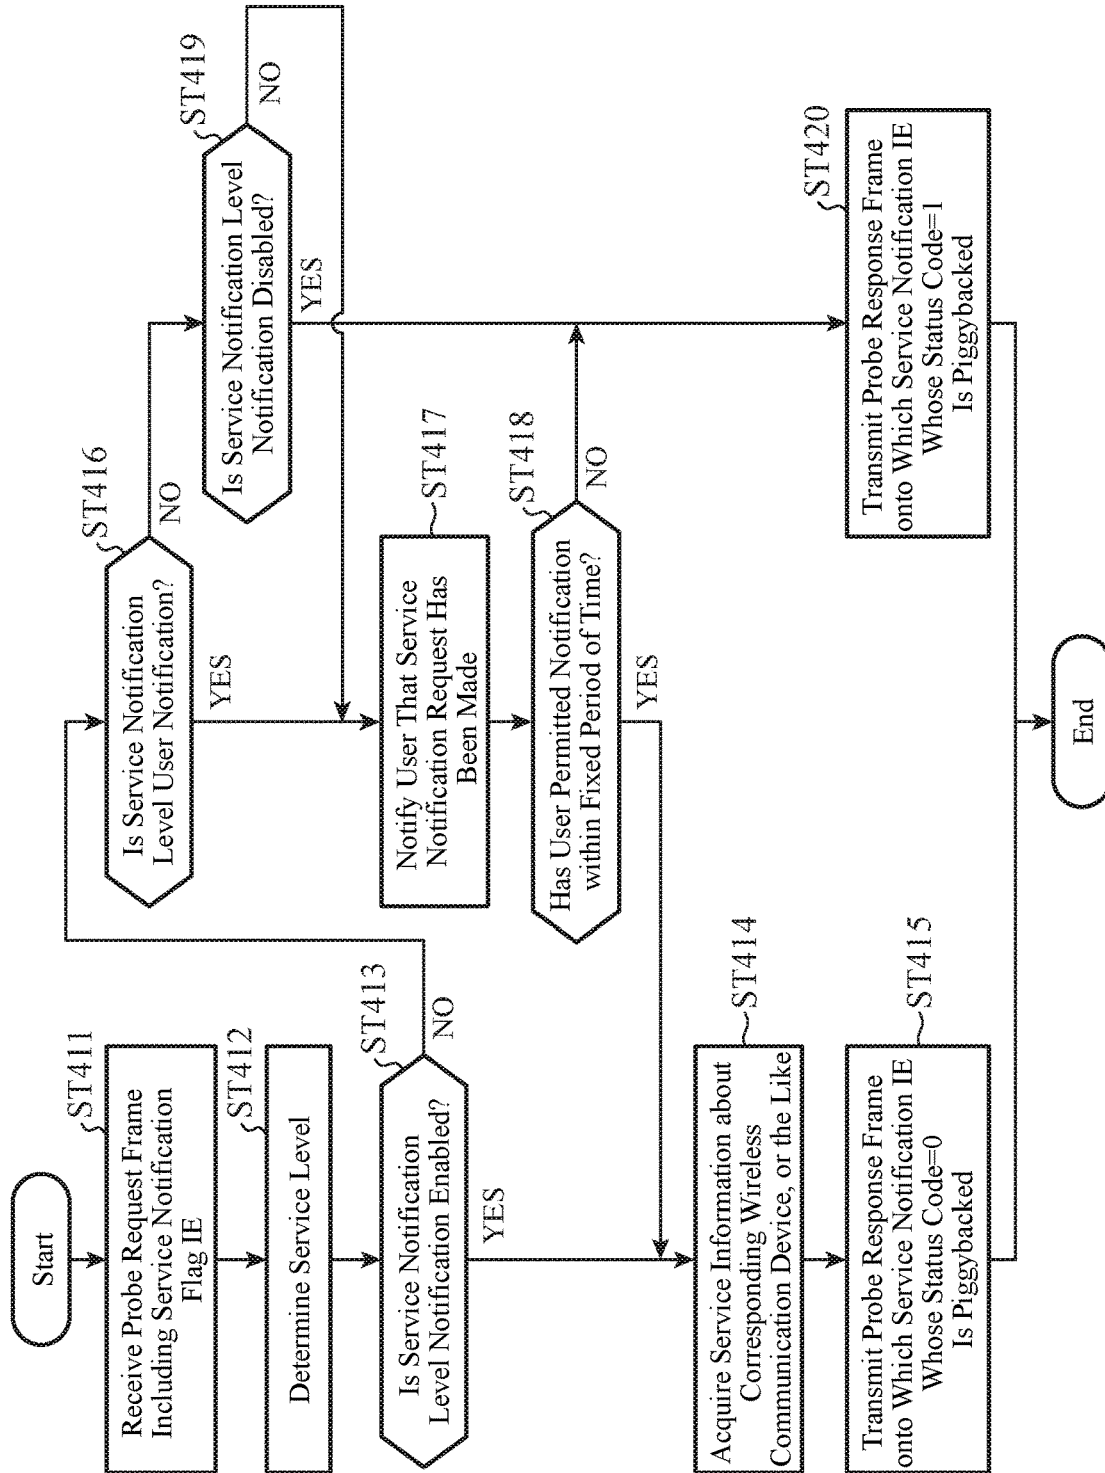 Start
ST411
Receive Probe Request Frame
Including Service Notification
Flag IE
ST412
Determine Service Level
ST413
Is Service Notification
Level Notification Enabled?
NO
YES
ST414
Acquire Service Information about
Corresponding Wireless
Communication Device, or the Like
ST415
Transmit Probe Response Frame
onto Which Service Notification IE
Whose Status Code=0
Is Piggybacked
ST416
Is Service Notification
Level User Notification?
NO
YES
ST417
Notify User That Service
Notification Request Has
Been Made
ST418
Has User Permitted Notification
within Fixed Period of Time?
NO
YES
ST419
Is Service Notification Level
Notification Disabled?
NO
YES
ST420
Transmit Probe Response Frame
onto Which Service Notification IE
Whose Status Code=1
Is Piggybacked
End